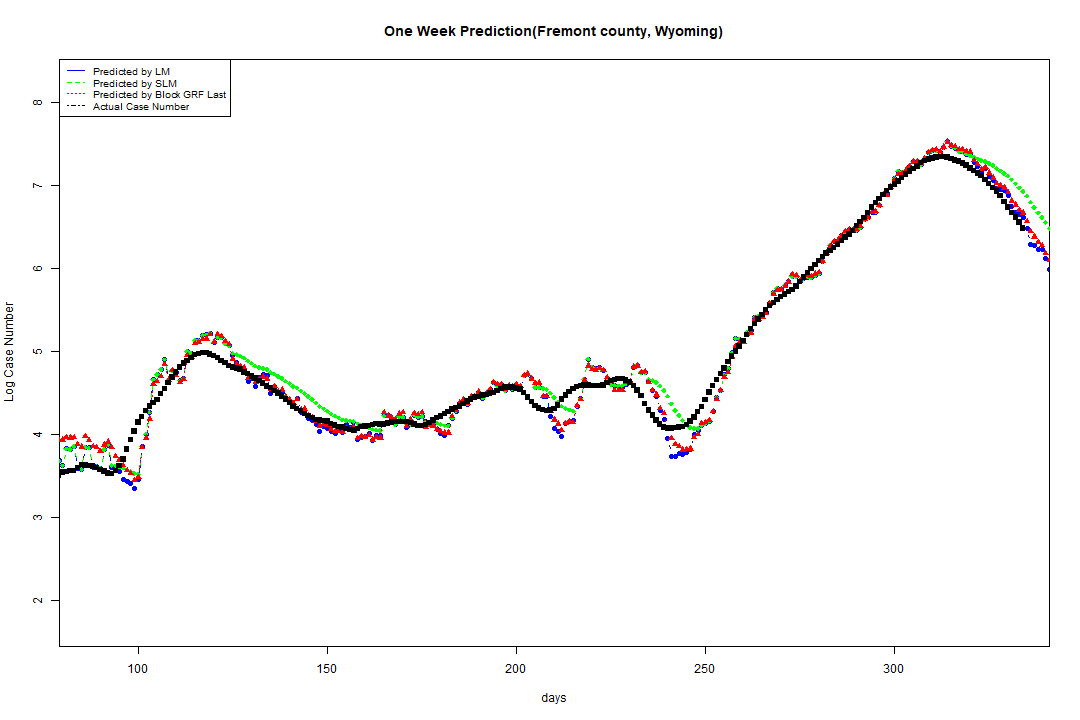 One Week Prediction(Fremont county, Wyoming)
Predicted by LM
Predicted by SLM
Predicted by Block GRF Last
Actual Case Number
8
7
6
5
4
3
2
Log Case Number
100 150 200 250 300
days